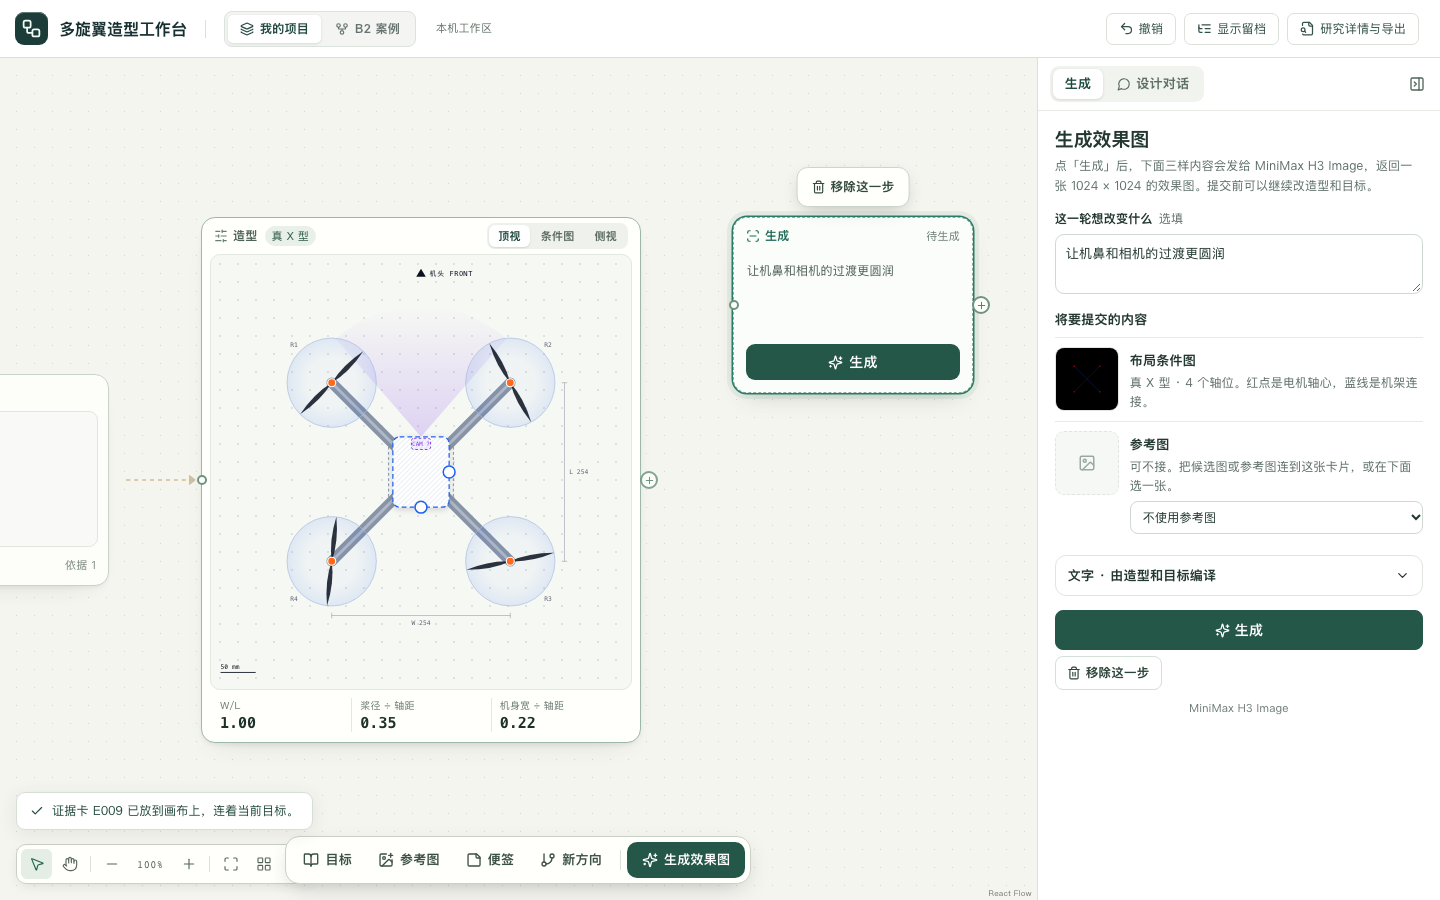 多旋翼造型工作台
我的项目
B2 案例
本机工作区
撤销
显示留档
研究详情与导出
依据 1
造型
真 X 型
顶视
条件图
侧视
机头 FRONT
R1
R2
CAM
L 254
R4
R3
W 254
50 mm
W/L
1.00
桨径 ÷ 轴距
0.35
机身宽 ÷ 轴距
0.22
移除这一步
生成
待生成
让机鼻和相机的过渡更圆润
生成
证据卡 E009 已放到画布上，连着当前目标。
100%
目标
参考图
便签
新方向
生成效果图
React Flow
生成
设计对话
生成效果图
点「生成」后，下面三样内容会发给 MiniMax H3 Image，返回一
张 1024 × 1024 的效果图。提交前可以继续改造型和目标。
这一轮想改变什么 选填
让机鼻和相机的过渡更圆润
将要提交的内容
布局条件图
真 X 型 · 4 个轴位。红点是电机轴心，蓝线是机架连
接。
参考图
可不接。把候选图或参考图连到这张卡片，或在下面
选一张。
不使用参考图
文字 · 由造型和目标编译
生成
移除这一步
MiniMax H3 Image